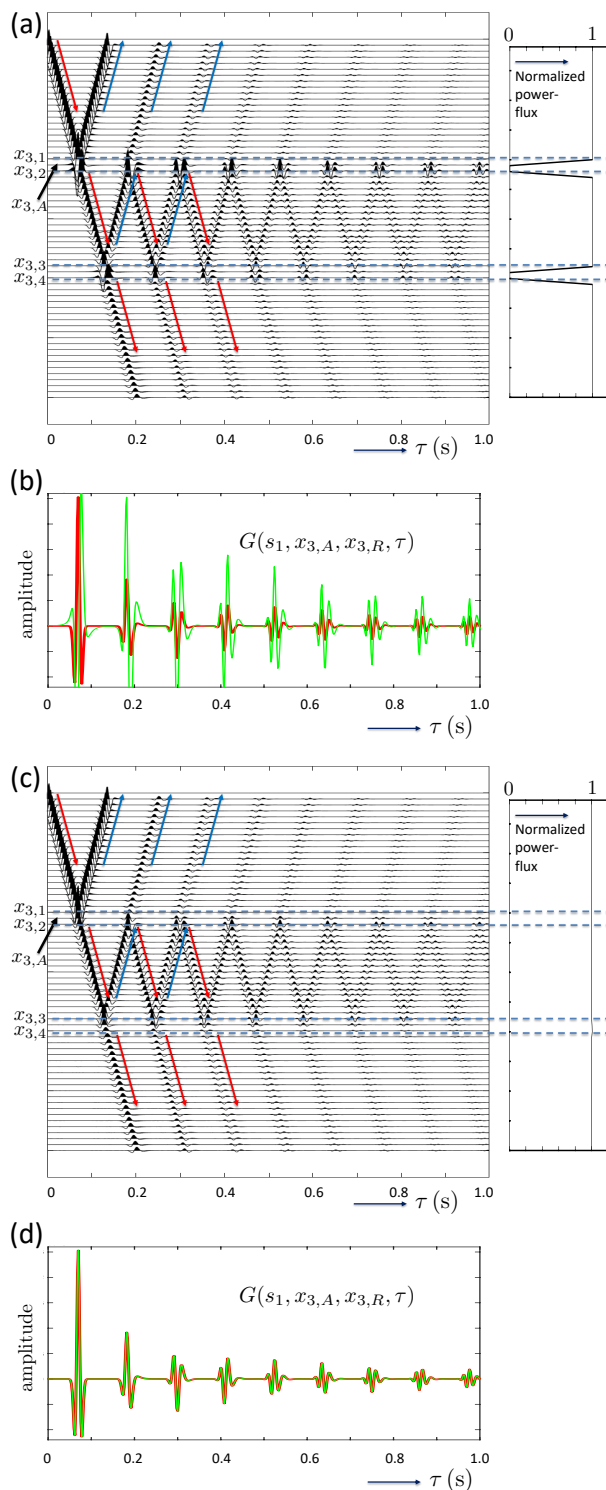 (a)
0 1
Normalized
power-
flux
x3,1
x3,2
x3,A
x3,3
x3,4
0 0.2 0.4 0.6 0.8 1.0
τ (s)
(b)
G(s1, x3,A, x3,R, τ)
amplitude
0 0.2 0.4 0.6 0.8 1.0
τ (s)
(c)
0 1
Normalized
power-
flux
x3,1
x3,2
x3,A
x3,3
x3,4
0 0.2 0.4 0.6 0.8 1.0
τ (s)
(d)
G(s1, x3,A, x3,R, τ)
amplitude
0 0.2 0.4 0.6 0.8 1.0
τ (s)